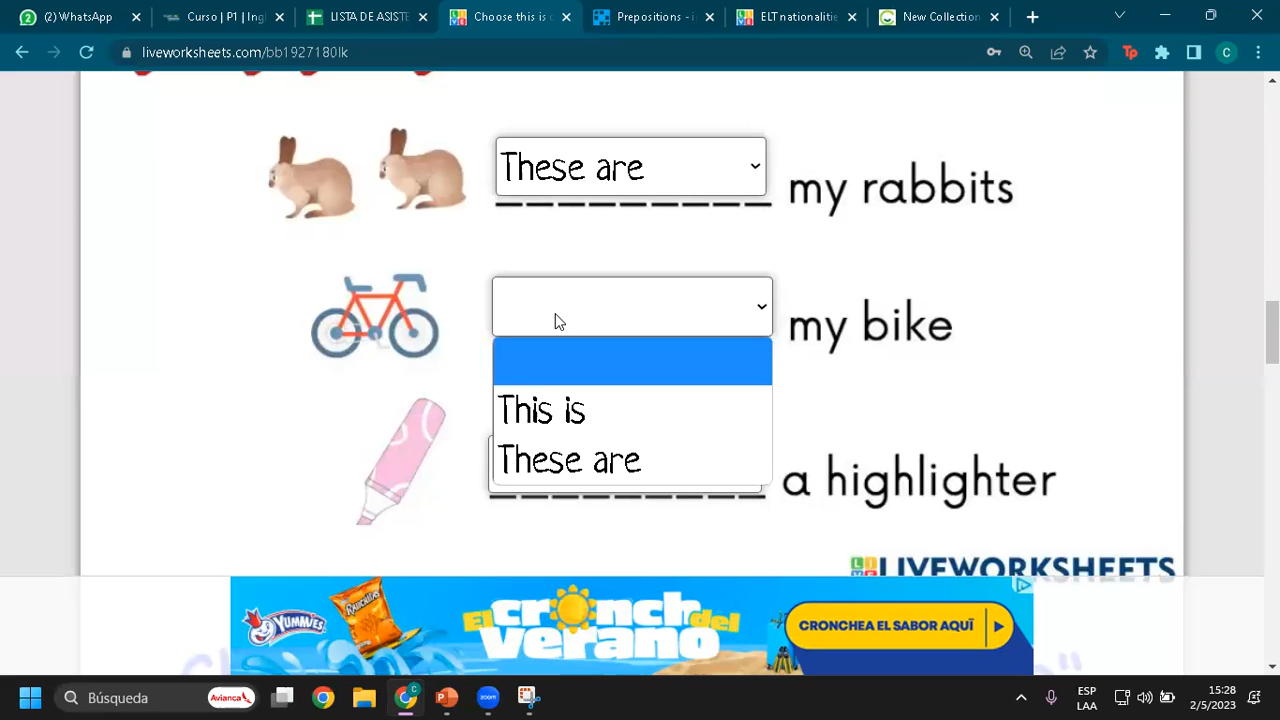 WhatsApp
Curso | P1 | Ingl
LISTA DE ASISTE
Choose this is o
Prepositions - i
ELT nationalitie
New Collection
liveworksheets.com/bb1927180lk
C
These are
my rabbits
my bike
This is
These are
a highlighter
LIVEWORKSHEETS
YUMMIES
RANCHITAS
El cronch del verano
CRONCHEA EL SABOR AQUÍ
Búsqueda
Avianca
zoom
ESP
LAA
15:28
2/5/2023